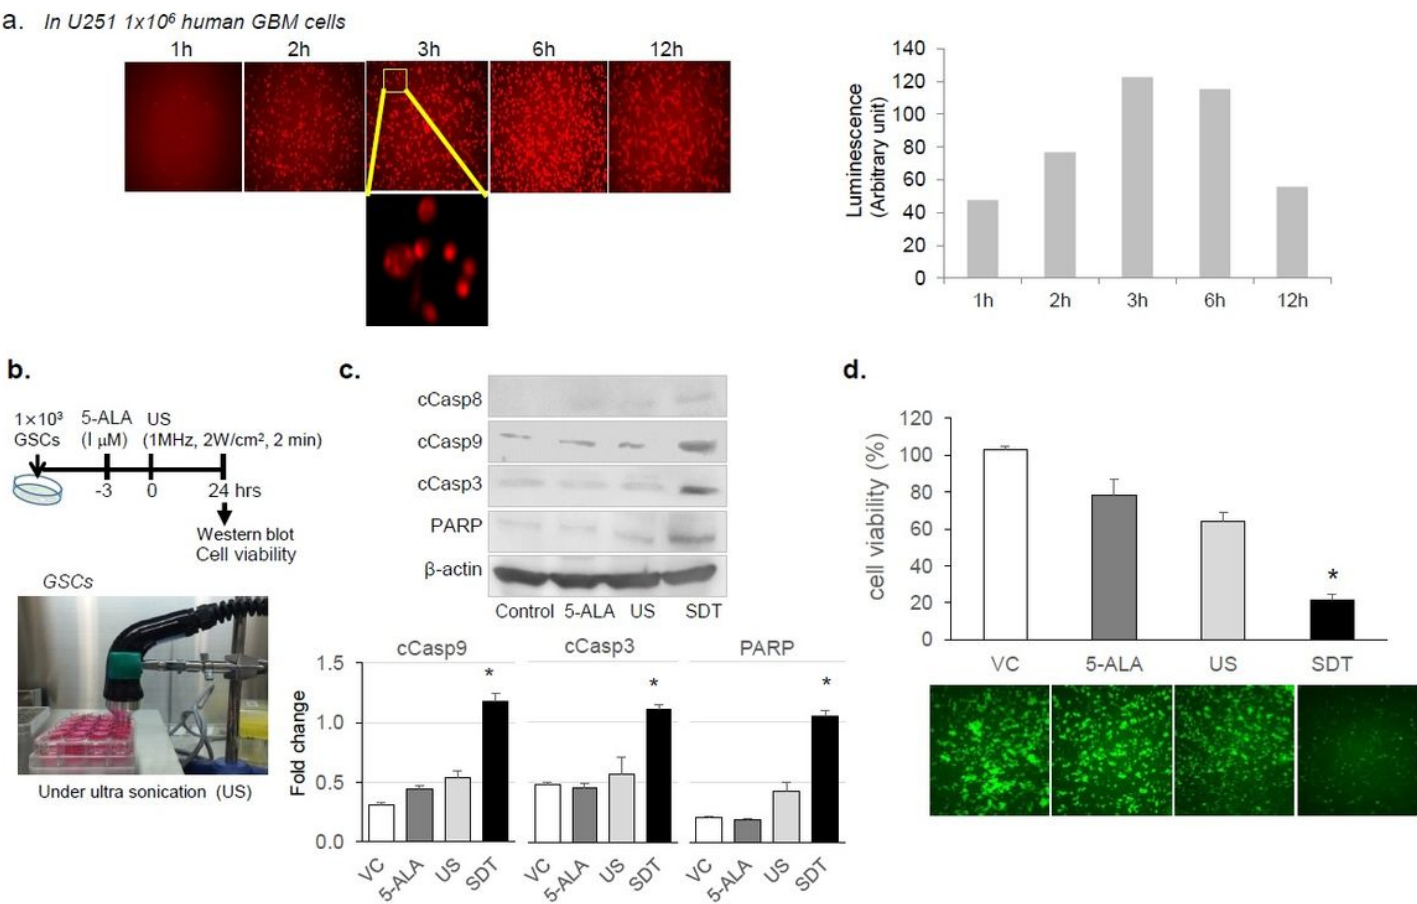 a. In U251 1x10⁶ human GBM cells
1h 2h 3h 6h 12h
Luminescence
(Arbitrary unit)
140
120
100
80
60
40
20
0
1h 2h 3h 6h 12h
b.
1×10³ 5-ALA US
GSCs (1 μM) (1MHz, 2W/cm², 2 min)
-3 0 24 hrs
Western blot
Cell viability
GSCs
Under ultra sonication (US)
c.
cCasp8
cCasp9
cCasp3
PARP
β-actin
Control 5-ALA US SDT
cCasp9 cCasp3 PARP
Fold change
1.5
1.0
0.5
0.0
* * *
VC 5-ALA US SDT VC 5-ALA US SDT VC 5-ALA US SDT
d.
cell viability (%)
120
100
80
60
40
20
0
*
VC 5-ALA US SDT